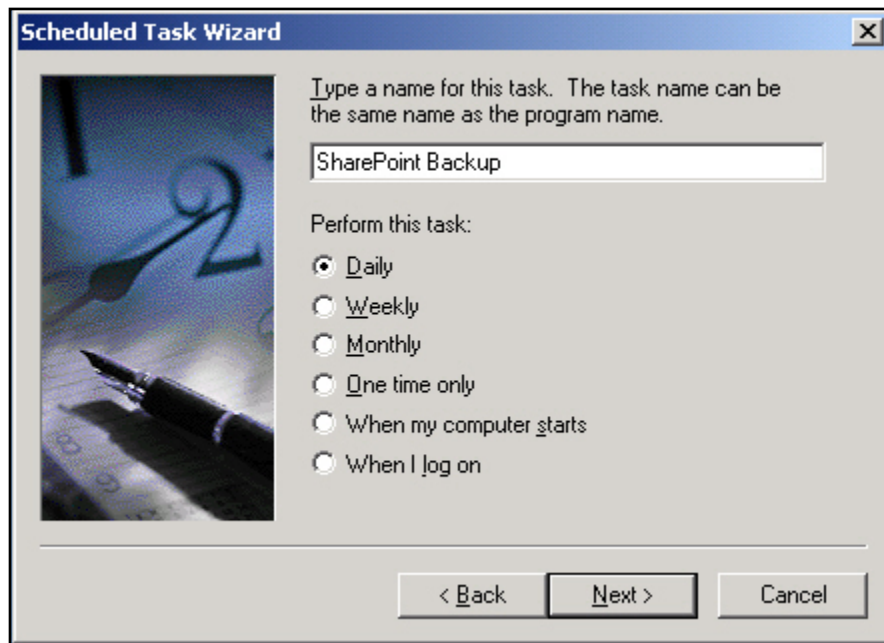 Scheduled Task Wizard
Type a name for this task. The task name can be
the same name as the program name.
SharePoint Backup
Perform this task:
Daily
Weekly
Monthly
One time only
When my computer starts
When I log on
< Back Next > Cancel